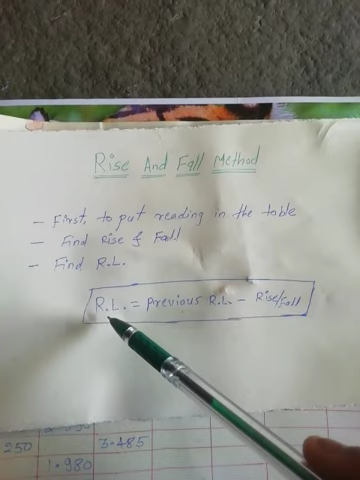 Rise And Fall Method
- First, to put reading in the table
- Find Rise & Fall
- Find R.L.
R.L. = Previous R.L. - Rise/Fall
250 3.485
1.980